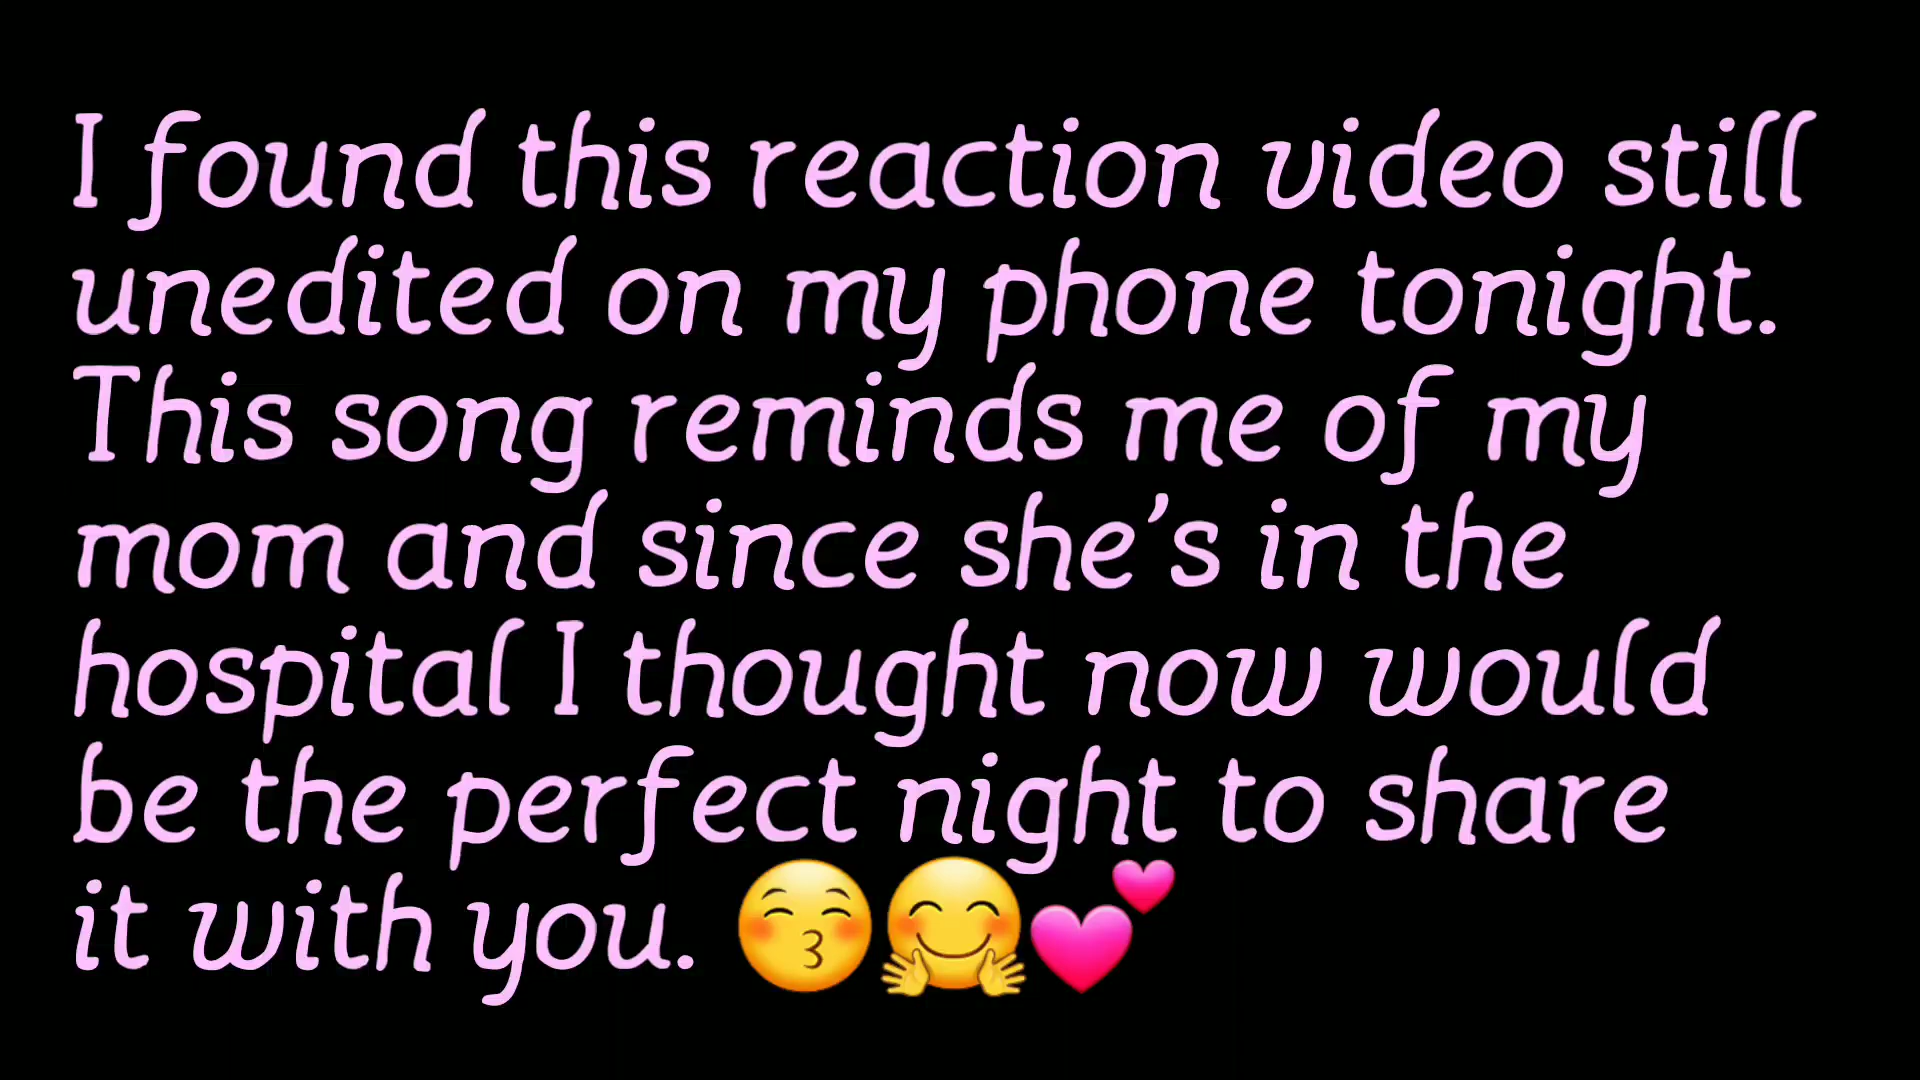 I found this reaction video still
unedited on my phone tonight.
This song reminds me of my
mom and since she’s in the
hospital I thought now would
be the perfect night to share
it with you. 😚🤗💕